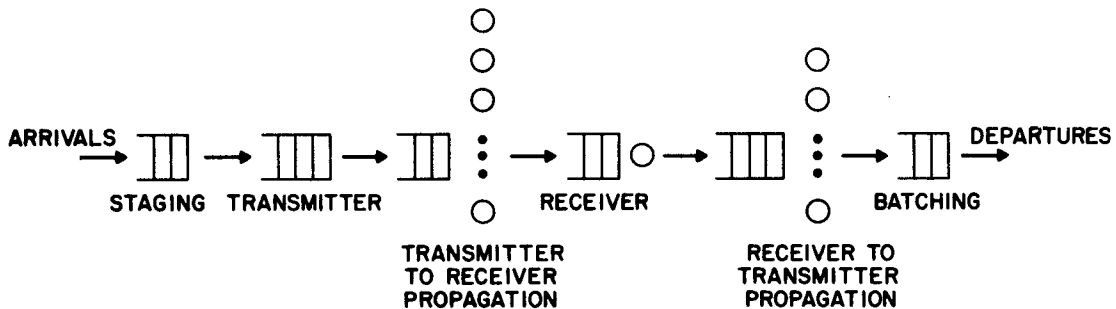 ARRIVALS
STAGING
TRANSMITTER
TRANSMITTER
TO RECEIVER
PROPAGATION
RECEIVER
RECEIVER TO
TRANSMITTER
PROPAGATION
BATCHING
DEPARTURES